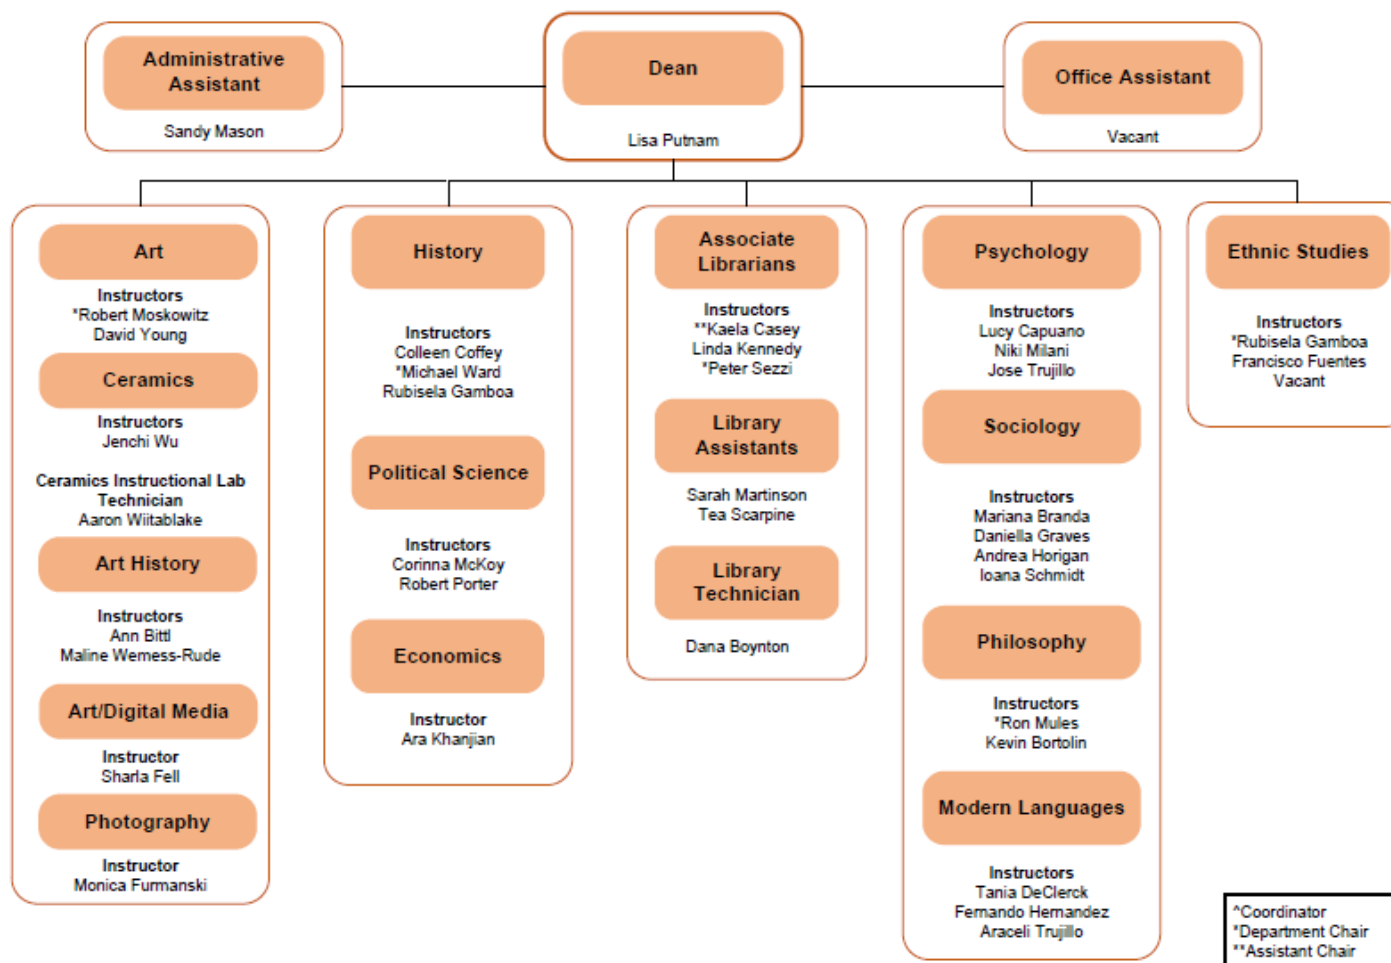 Administrative
Assistant
Sandy Mason
Dean
Lisa Putnam
Office Assistant
Vacant
Art
Instructors
*Robert Moskowitz
David Young
Ceramics
Instructors
Jenchi Wu
Ceramics Instructional Lab
Technician
Aaron Wiitablake
Art History
Instructors
Ann Bittl
Maline Werness-Rude
Art/Digital Media
Instructor
Sharla Fell
Photography
Instructor
Monica Furmanski
History
Instructors
Colleen Coffey
*Michael Ward
Rubisela Gamboa
Political Science
Instructors
Corinna McKoy
Robert Porter
Economics
Instructor
Ara Khanjian
Associate
Librarians
Instructors
**Kaela Casey
Linda Kennedy
*Peter Sezzi
Library
Assistants
Sarah Martinson
Tea Scarpine
Library
Technician
Dana Boynton
Psychology
Instructors
Lucy Capuano
Niki Milani
Jose Trujillo
Sociology
Instructors
Mariana Branda
Daniella Graves
Andrea Horigan
Ioana Schmidt
Philosophy
Instructors
*Ron Mules
Kevin Bortolin
Modern Languages
Instructors
Tania DeClerck
Fernando Hernandez
Araceli Trujillo
Ethnic Studies
Instructors
*Rubisela Gamboa
Francisco Fuentes
Vacant
^Coordinator
*Department Chair
**Assistant Chair